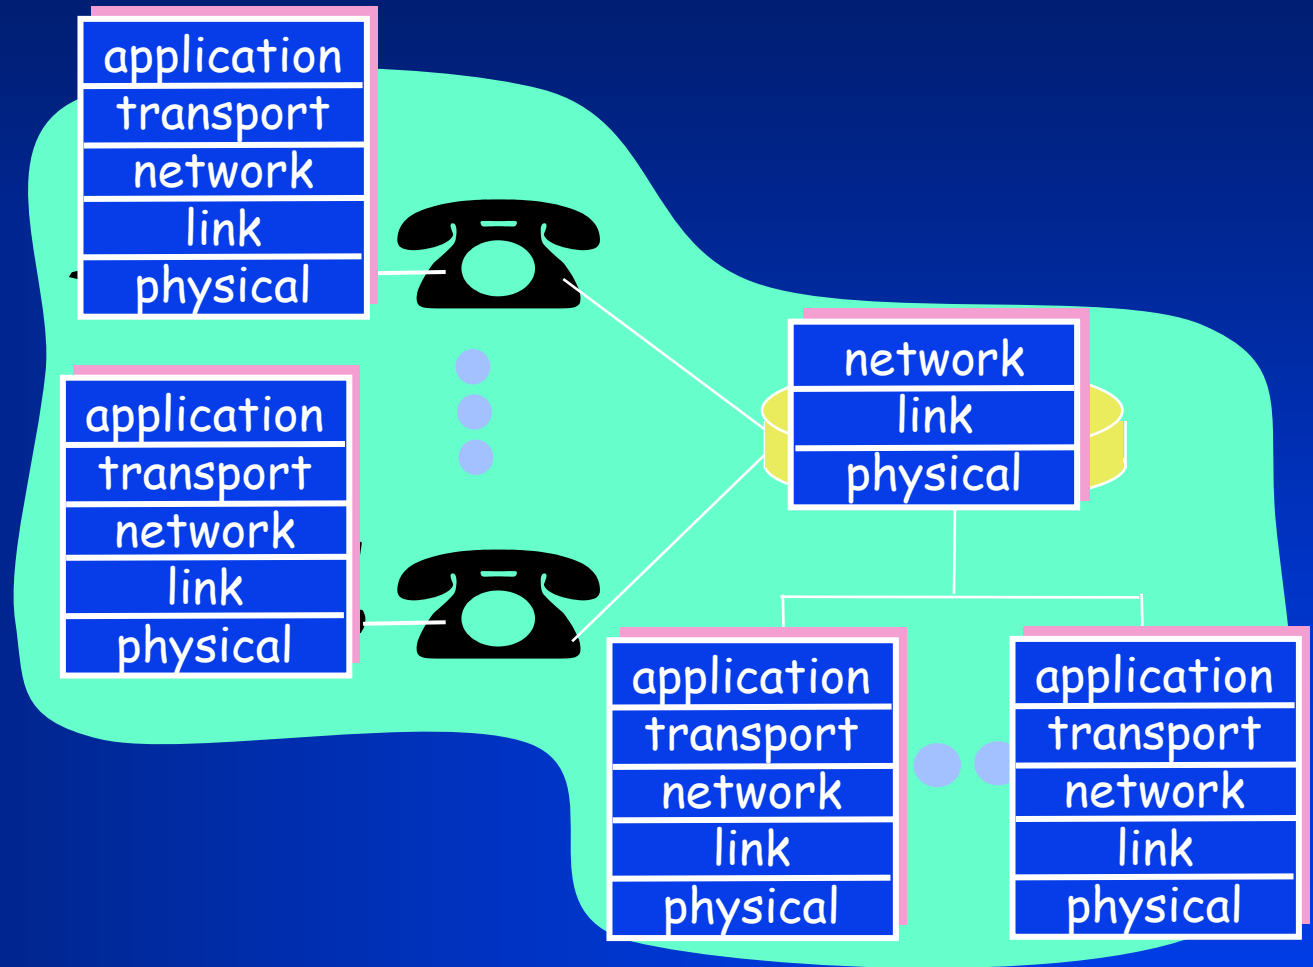 application
transport
network
link
physical
application
transport
network
link
physical
network
link
physical
application
transport
network
link
physical
application
transport
network
link
physical